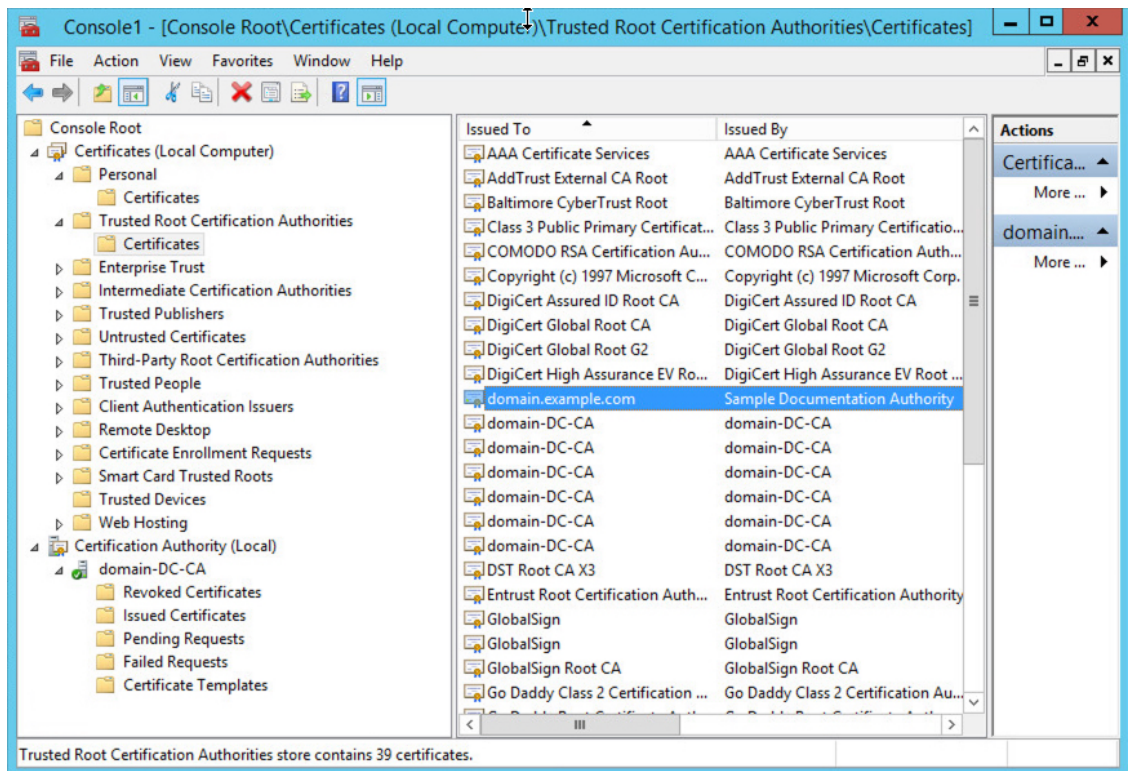 Console1 - [Console Root\Certificates (Local Computer)\Trusted Root Certification Authorities\Certificates]
File Action View Favorites Window Help
Console Root
Certificates (Local Computer)
Personal
Certificates
Trusted Root Certification Authorities
Certificates
Enterprise Trust
Intermediate Certification Authorities
Trusted Publishers
Untrusted Certificates
Third-Party Root Certification Authorities
Trusted People
Client Authentication Issuers
Remote Desktop
Certificate Enrollment Requests
Smart Card Trusted Roots
Trusted Devices
Web Hosting
Certification Authority (Local)
domain-DC-CA
Revoked Certificates
Issued Certificates
Pending Requests
Failed Requests
Certificate Templates
Issued To Issued By
AAA Certificate Services AAA Certificate Services
AddTrust External CA Root AddTrust External CA Root
Baltimore CyberTrust Root Baltimore CyberTrust Root
Class 3 Public Primary Certificat... Class 3 Public Primary Certificatio...
COMODO RSA Certification Au... COMODO RSA Certification Auth...
Copyright (c) 1997 Microsoft C... Copyright (c) 1997 Microsoft Corp.
DigiCert Assured ID Root CA DigiCert Assured ID Root CA
DigiCert Global Root CA DigiCert Global Root CA
DigiCert Global Root G2 DigiCert Global Root G2
DigiCert High Assurance EV Ro... DigiCert High Assurance EV Root ...
domain.example.com Sample Documentation Authority
domain-DC-CA domain-DC-CA
domain-DC-CA domain-DC-CA
domain-DC-CA domain-DC-CA
domain-DC-CA domain-DC-CA
domain-DC-CA domain-DC-CA
domain-DC-CA domain-DC-CA
DST Root CA X3 DST Root CA X3
Entrust Root Certification Auth... Entrust Root Certification Authority
GlobalSign GlobalSign
GlobalSign GlobalSign
GlobalSign Root CA GlobalSign Root CA
Go Daddy Class 2 Certification ... Go Daddy Class 2 Certification Au...
Actions
Certifica...
More ...
domain....
More ...
Trusted Root Certification Authorities store contains 39 certificates.